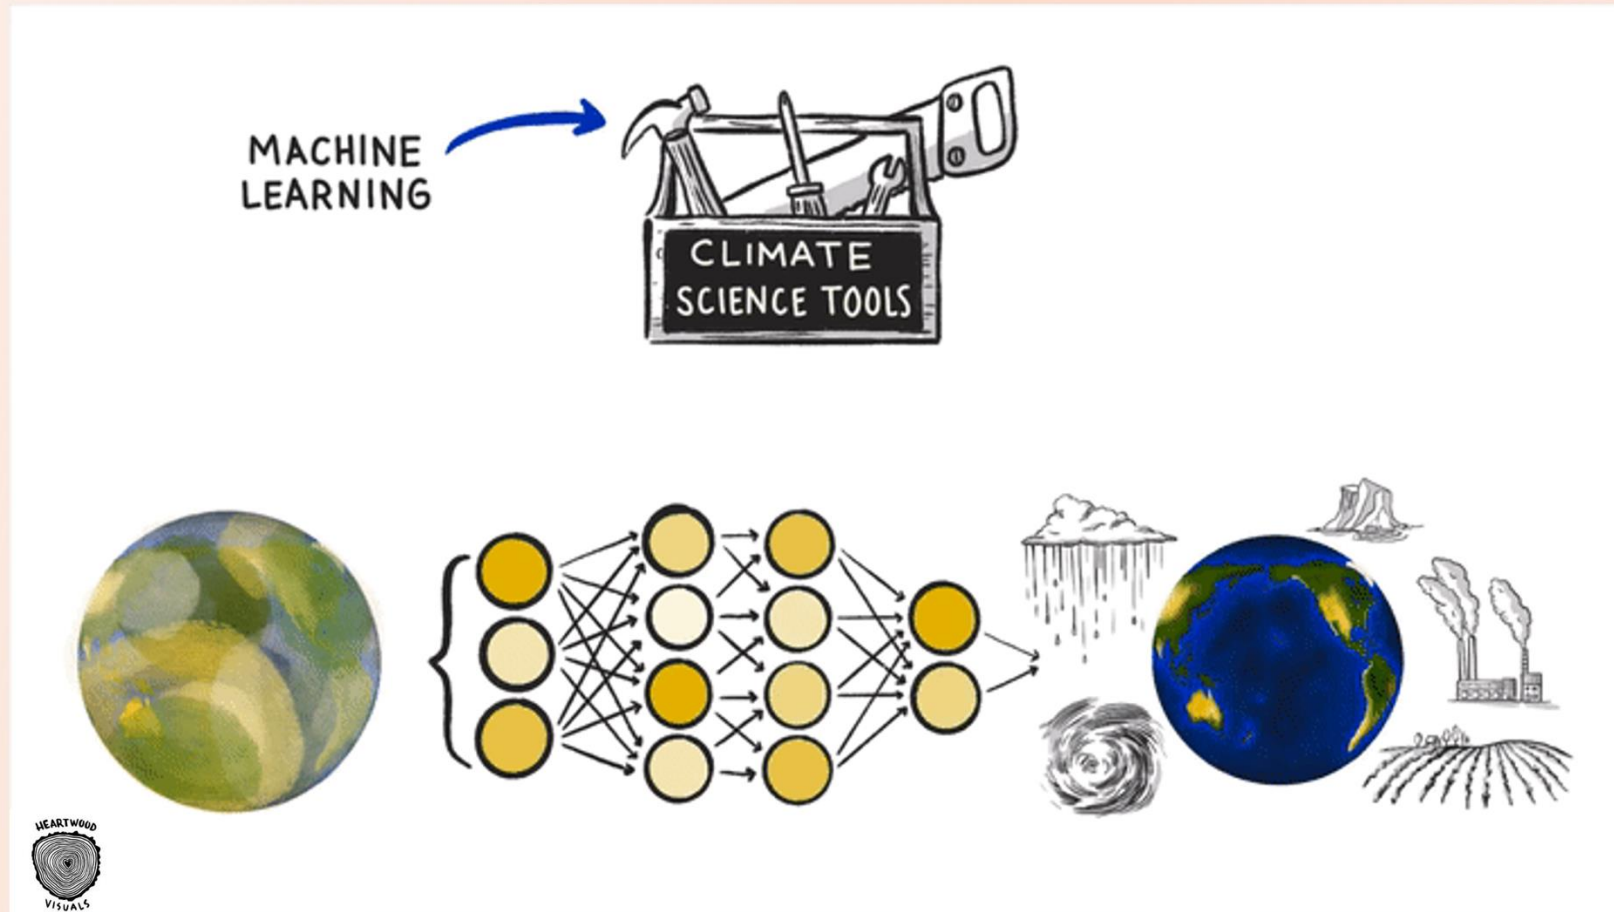 MACHINE
LEARNING
CLIMATE
SCIENCE TOOLS
HEARTWOOD
VISUALS